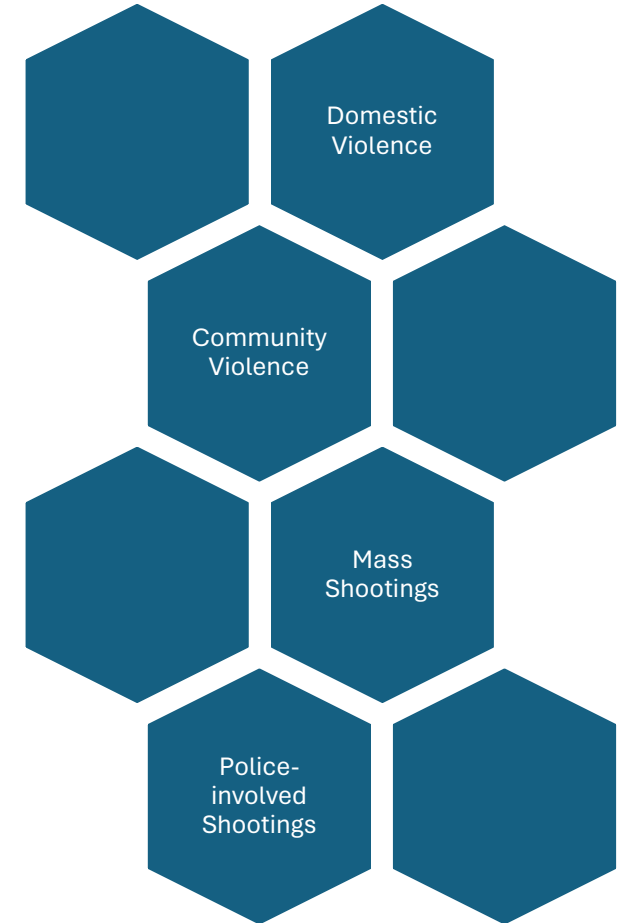 Domestic
Violence
Community
Violence
Mass
Shootings
Police-
involved
Shootings